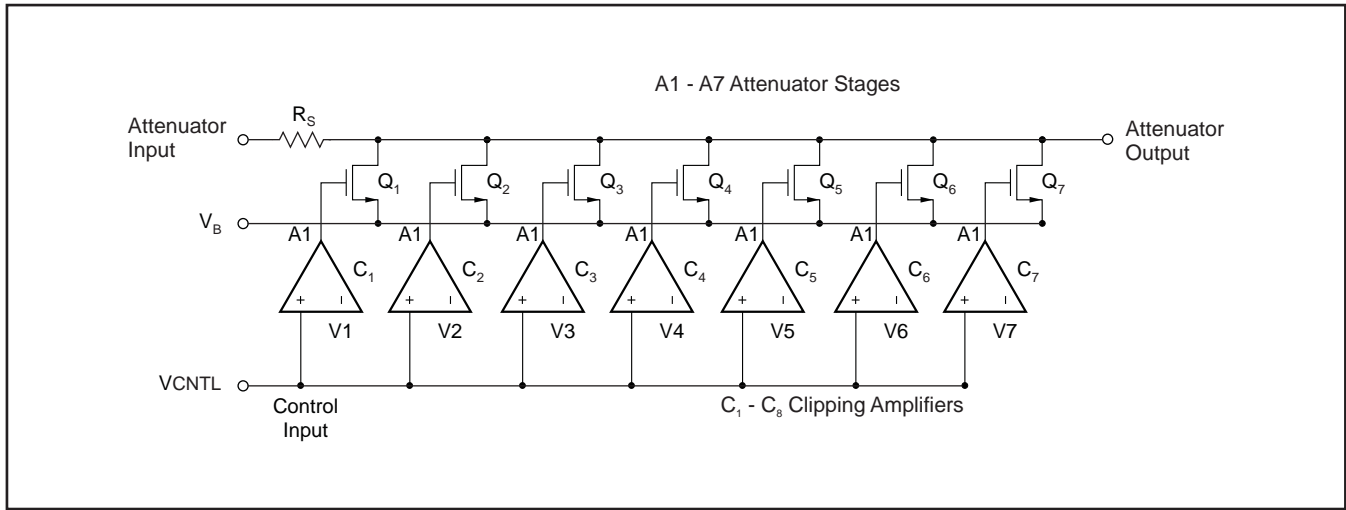 A1 - A7 Attenuator Stages
R_S
Attenuator
Input
Attenuator
Output
Q₁ Q₂ Q₃ Q₄ Q₅ Q₆ Q₇
V_B
A1 A1 A1 A1 A1 A1 A1
C₁ C₂ C₃ C₄ C₅ C₆ C₇
+ – + – + – + – + – + – + –
V1 V2 V3 V4 V5 V6 V7
VCNTL
Control
Input
C₁ - C₈ Clipping Amplifiers